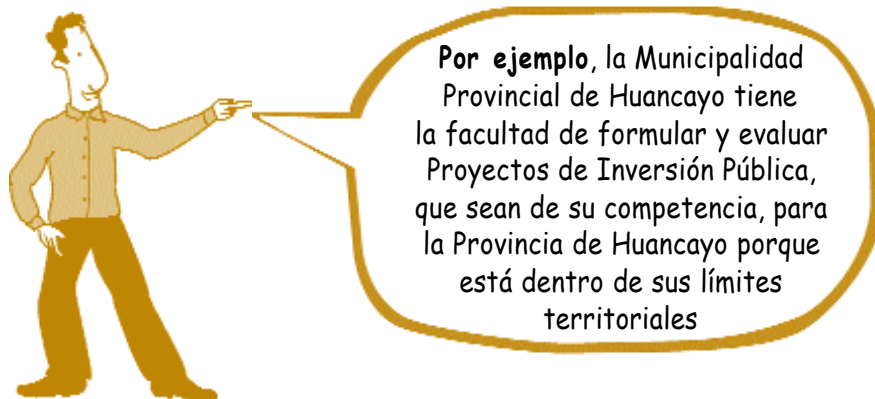 Por ejemplo, la Municipalidad
Provincial de Huancayo tiene
la facultad de formular y evaluar
Proyectos de Inversión Pública,
que sean de su competencia, para
la Provincia de Huancayo porque
está dentro de sus límites
territoriales